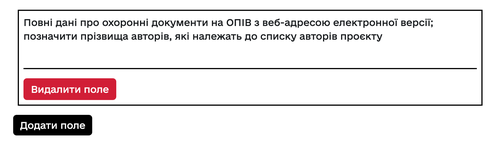 Повні дані про охоронні документи на ОПІВ з веб-адресою електронної версії;
позначити прізвища авторів, які належать до списку авторів проєкту
Видалити поле
Додати поле